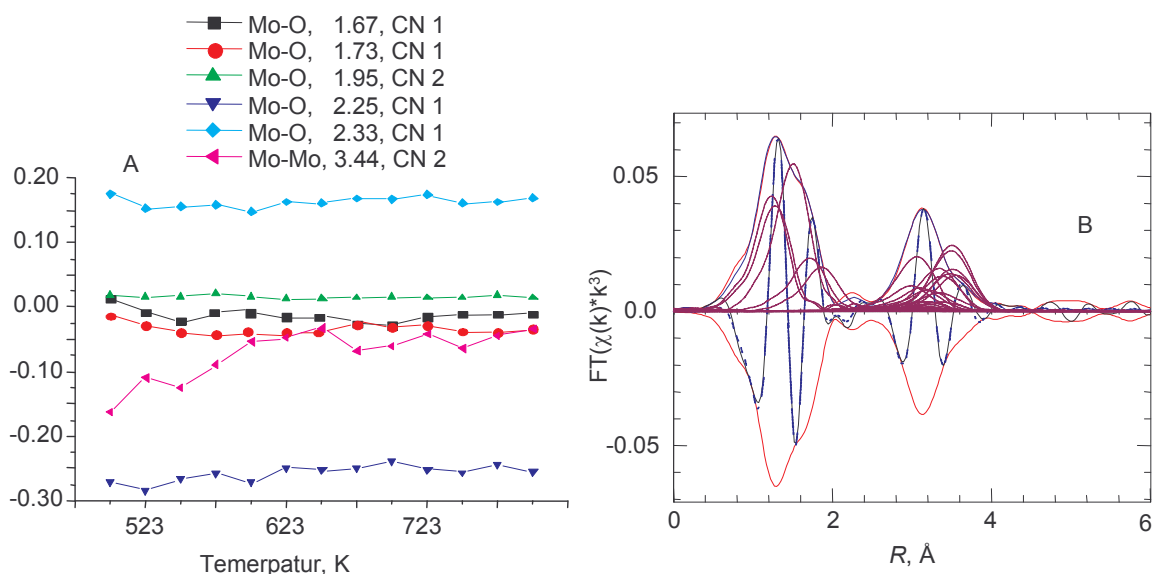 Mo-O, 1.67, CN 1
Mo-O, 1.73, CN 1
Mo-O, 1.95, CN 2
Mo-O, 2.25, CN 1
Mo-O, 2.33, CN 1
Mo-Mo, 3.44, CN 2
A
0.20
0.10
0.00
-0.10
-0.20
-0.30
523 623 723
Temerpatur, K
B
0.05
0.0
-0.05
FT(χ(k)*k³)
0 2 4 6
R, Å